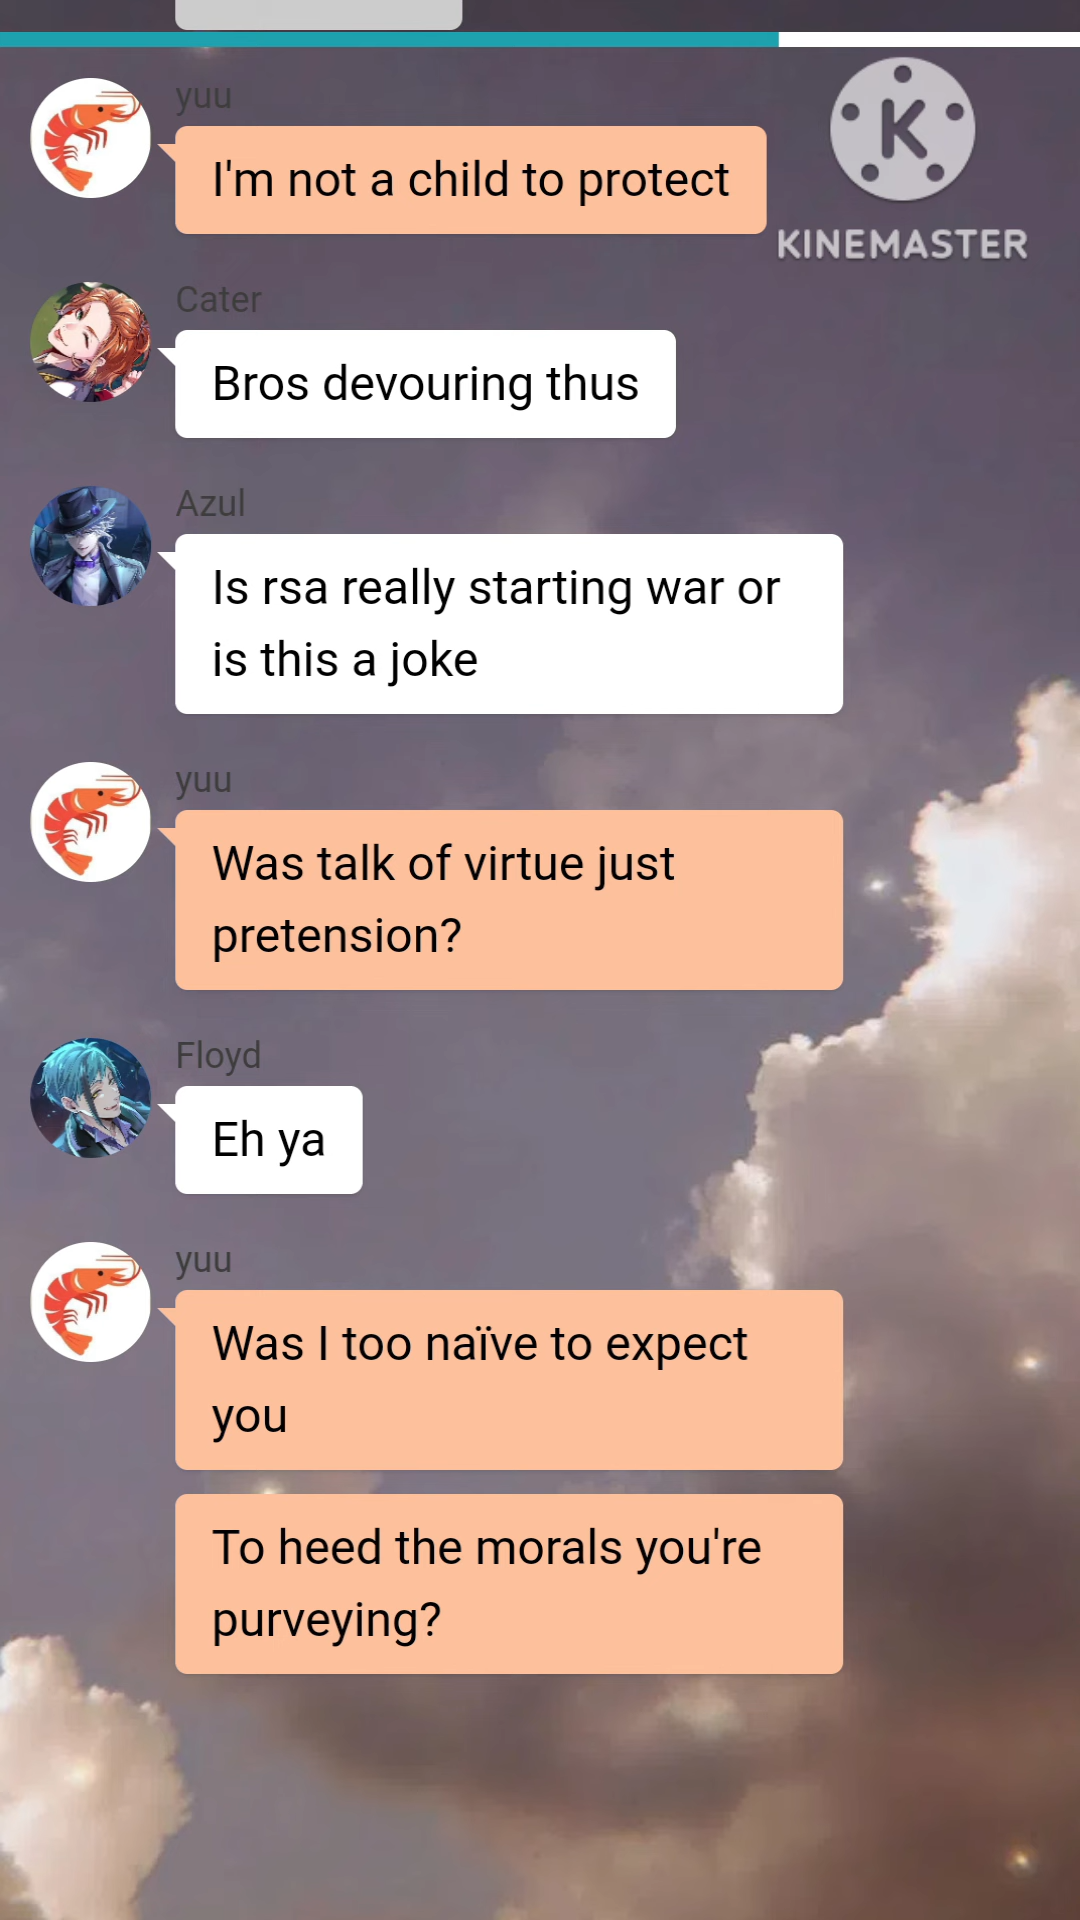 yuu
I'm not a child to protect
K
KINEMASTER
Cater
Bros devouring thus
Azul
Is rsa really starting war or
is this a joke
yuu
Was talk of virtue just
pretension?
Floyd
Eh ya
yuu
Was I too naïve to expect
you
To heed the morals you're
purveying?